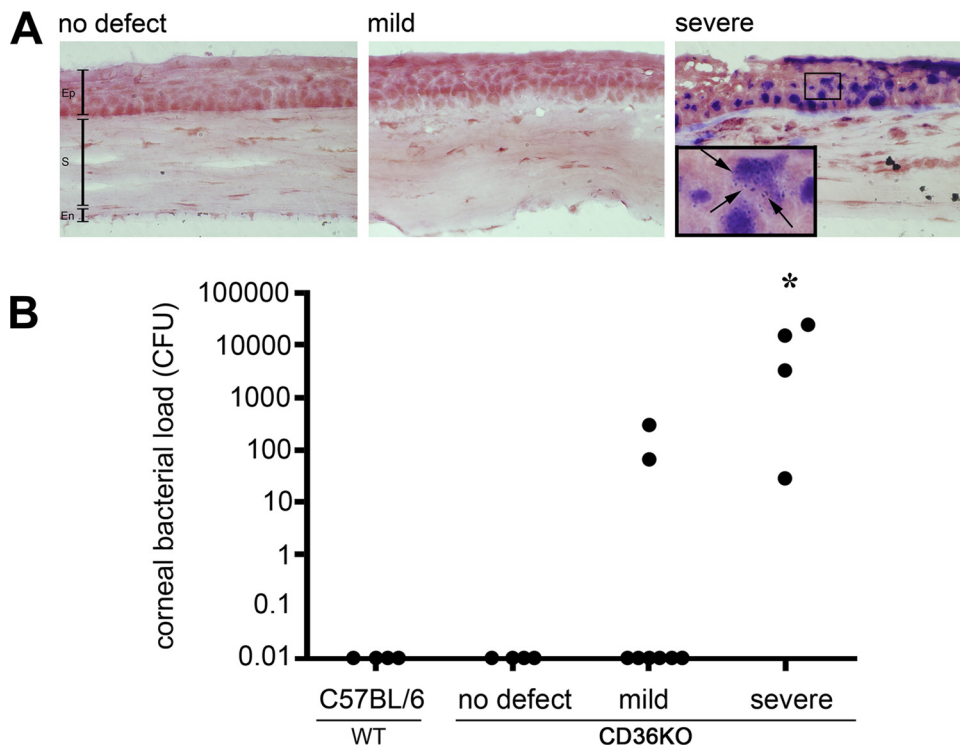 A
no defect
mild
severe
Ep
S
En
B
*
corneal bacterial load (CFU)
100000
10000
1000
100
10
1
0.1
0.01
C57BL/6
no defect
mild
severe
WT
CD36KO